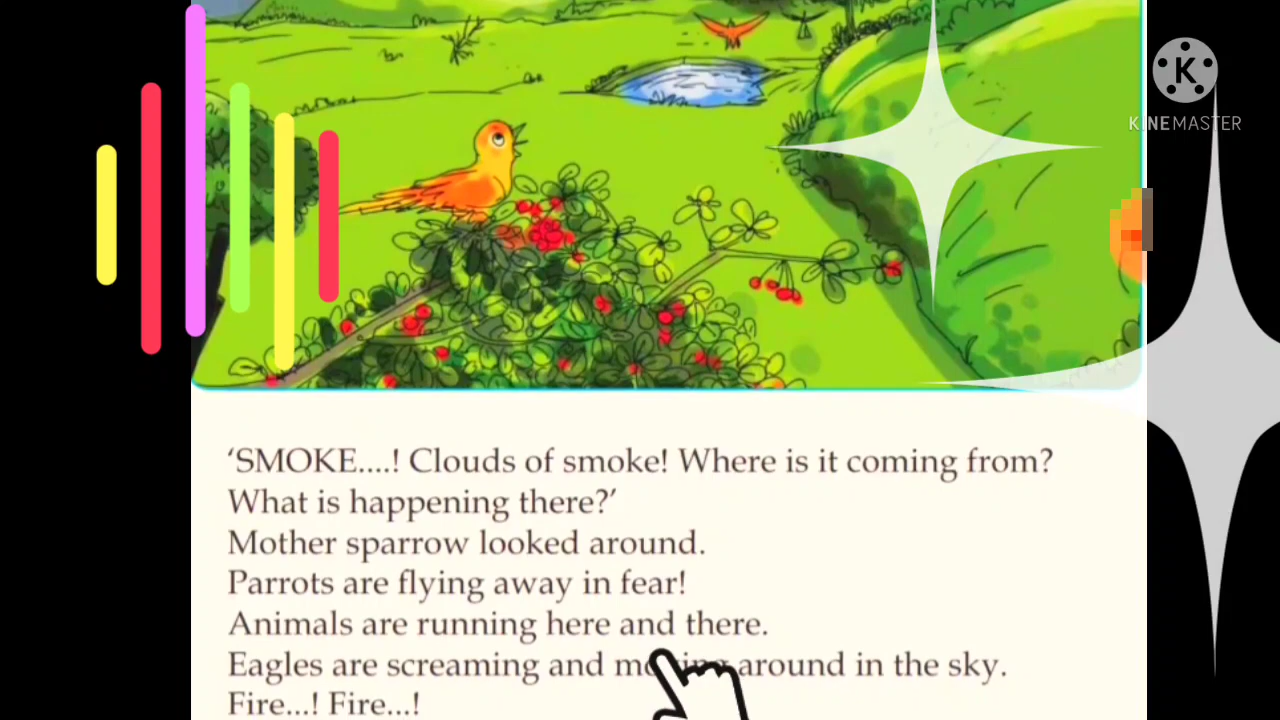 KINEMASTER
‘SMOKE....! Clouds of smoke! Where is it coming from?
What is happening there?’
Mother sparrow looked around.
Parrots are flying away in fear!
Animals are running here and there.
Eagles are screaming and moving around in the sky.
Fire...! Fire...!